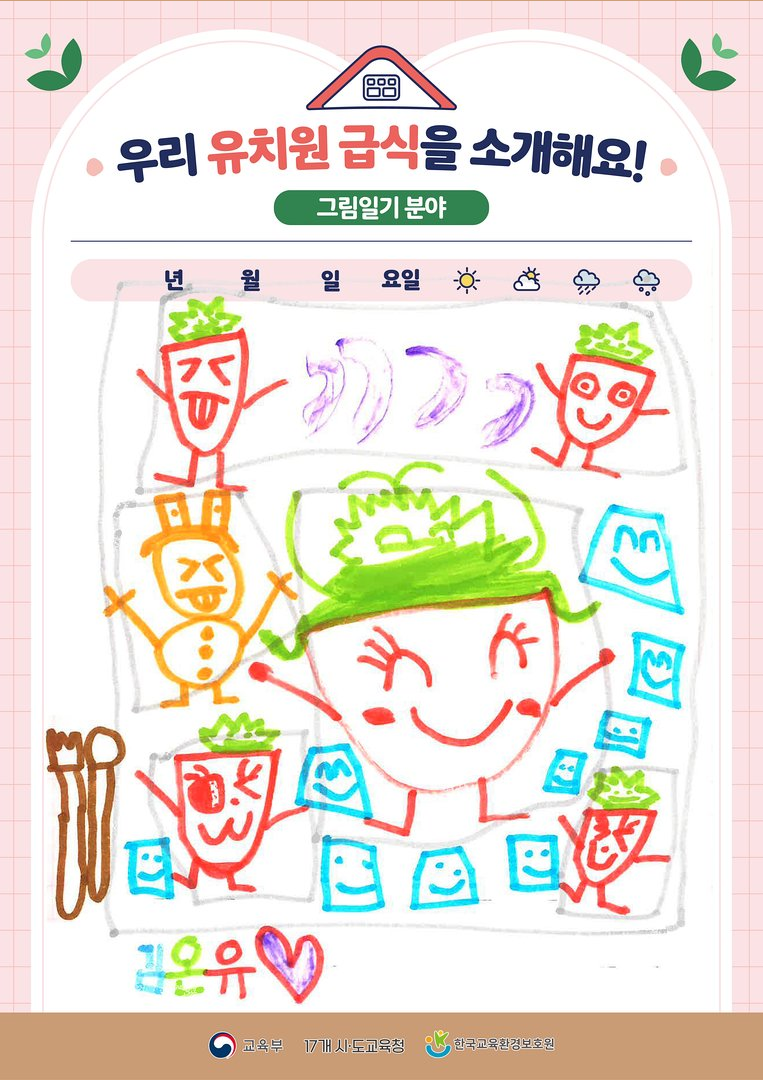 우리 유치원 급식을 소개해요!
그림일기 분야
년 월 일 요일
김온유
교육부 17개 시·도교육청 한국교육환경보호원